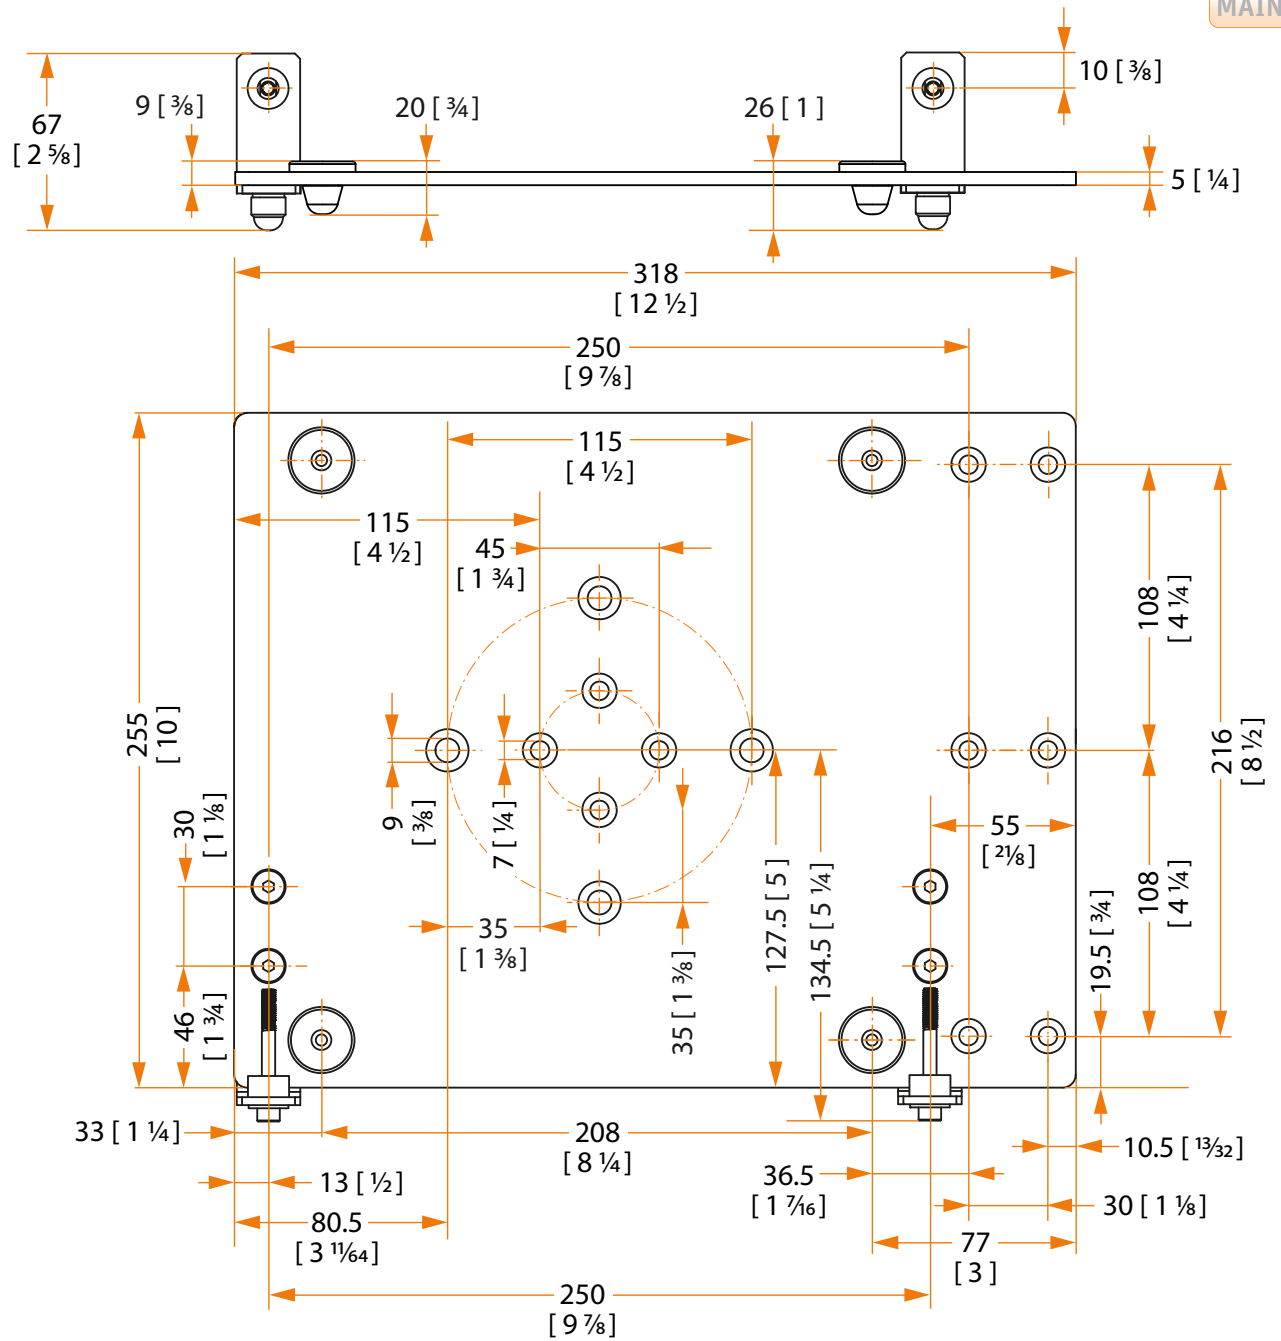 MAIN
10 [ ⅜]
9 [ ⅜]
20 [ ¾]
26 [ 1 ]
67
[ 2 ⅝]
5 [ ¼]
318
[ 12 ½]
250
[ 9 ⅞]
115
[ 4 ½]
115
[ 4 ½]
45
[ 1 ¾]
108
[ 4 ¼]
255
[ 10 ]
216
[ 8 ½]
9
[ ⅜]
7 [ ¼]
30
[ 1 ⅛]
55
[ 2⅛]
127.5 [ 5 ]
134.5 [ 5 ¼]
108
[ 4 ¼]
35
[ 1 ⅜]
35 [ 1 ⅜]
19.5 [ ¾]
46
[ 1 ¾]
33 [ 1 ¼]
208
[ 8 ¼]
10.5 [ 13/32]
13 [ ½]
36.5
[ 1 7/16]
30 [ 1 ⅛]
80.5
[ 3 11/64]
77
[ 3 ]
250
[ 9 ⅞]